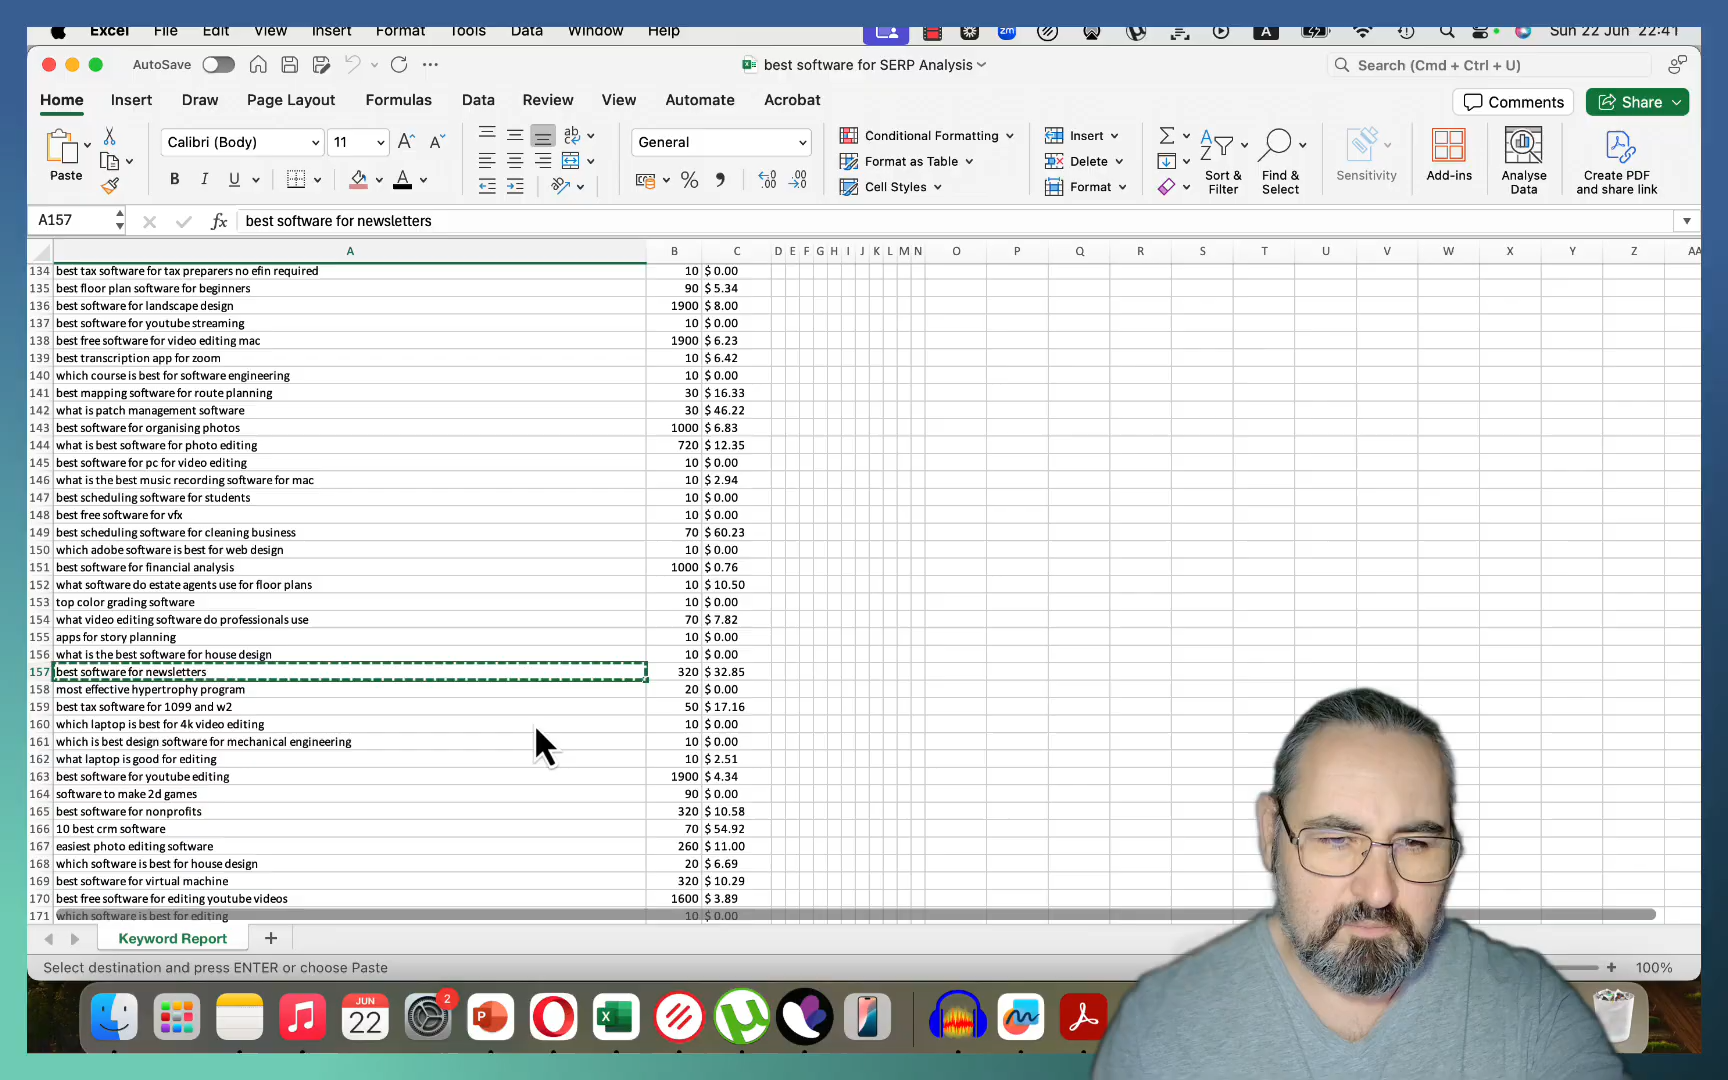 Excel File Edit View Insert Format Tools Data Window Help zm A Sun 22 Jun 22:41
AutoSave best software for SERP Analysis Search (Cmd + Ctrl + U)
Home Insert Draw Page Layout Formulas Data Review View Automate Acrobat Comments Share
Paste Calibri (Body) 11 General Conditional Formatting Format as Table Cell Styles Insert Delete Format Sort & Filter Find & Select Sensitivity Add-ins Analyse Data Create PDF and share link
A157 fx best software for newsletters
A B C D E F G H I J K L M N O P Q R S T U V W X Y Z AA
134 best tax software for tax preparers no efin required 10 $ 0.00
135 best floor plan software for beginners 90 $ 5.34
136 best software for landscape design 1900 $ 8.00
137 best software for youtube streaming 10 $ 0.00
138 best free software for video editing mac 1900 $ 6.23
139 best transcription app for zoom 10 $ 6.42
140 which course is best for software engineering 10 $ 0.00
141 best mapping software for route planning 30 $ 16.33
142 what is patch management software 30 $ 46.22
143 best software for organising photos 1000 $ 6.83
144 what is best software for photo editing 720 $ 12.35
145 best software for pc for video editing 10 $ 0.00
146 what is the best music recording software for mac 10 $ 2.94
147 best scheduling software for students 10 $ 0.00
148 best free software for vfx 10 $ 0.00
149 best scheduling software for cleaning business 70 $ 60.23
150 which adobe software is best for web design 10 $ 0.00
151 best software for financial analysis 1000 $ 0.76
152 what software do estate agents use for floor plans 10 $ 10.50
153 top color grading software 10 $ 0.00
154 what video editing software do professionals use 70 $ 7.82
155 apps for story planning 10 $ 0.00
156 what is the best software for house design 10 $ 0.00
157 best software for newsletters 320 $ 32.85
158 most effective hypertrophy program 20 $ 0.00
159 best tax software for 1099 and w2 50 $ 17.16
160 which laptop is best for 4k video editing 10 $ 0.00
161 which is best design software for mechanical engineering 10 $ 0.00
162 what laptop is good for editing 10 $ 2.51
163 best software for youtube editing 1900 $ 4.34
164 software to make 2d games 90 $ 0.00
165 best software for nonprofits 320 $ 10.58
166 10 best crm software 70 $ 54.92
167 easiest photo editing software 260 $ 11.00
168 which software is best for house design 20 $ 6.69
169 best software for virtual machine 320 $ 10.29
170 best free software for editing youtube videos 1600 $ 3.89
171 which software is best for editing 10 $ 0.00
Keyword Report +
Select destination and press ENTER or choose Paste + 100%
JUN 22 2